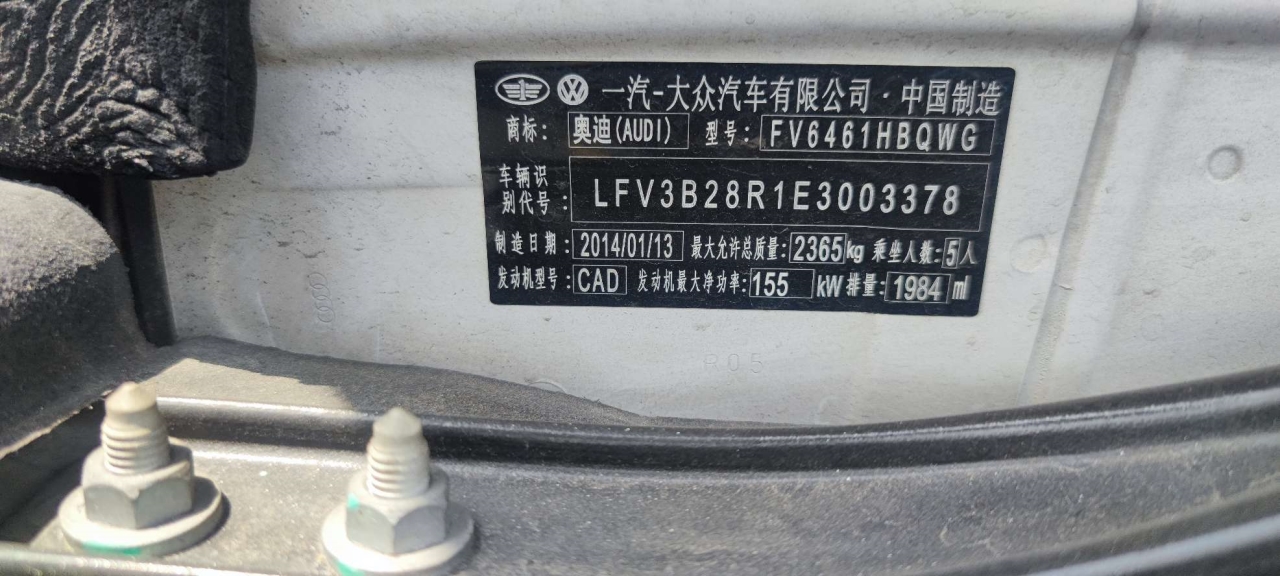 一汽-大众汽车有限公司·中国制造
商标: 奥迪(AUDI) 型号: FV6461HBQWG
车辆识
别代号: LFV3B28R1E3003378
制造日期: 2014/01/13 最大允许总质量: 2365kg 乘坐人数: 5人
发动机型号: CAD 发动机最大净功率: 155 kW 排量: 1984 ml
R05